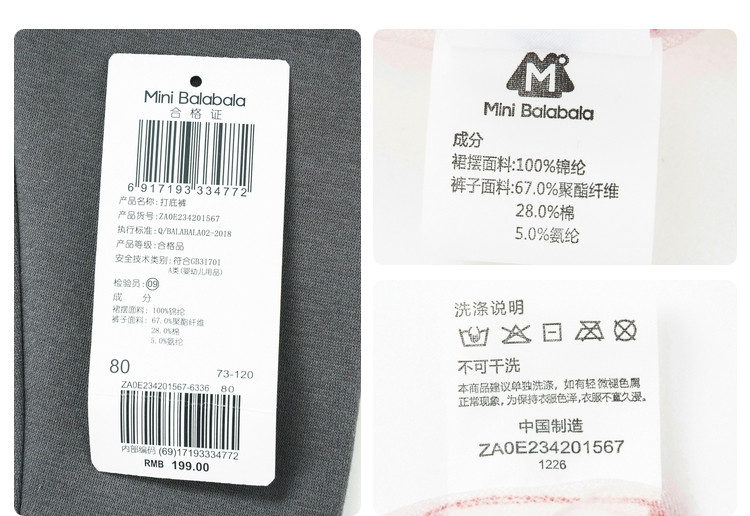 Mini Balabala
合格证
6 917193 334772
产品名称: 打底裤
产品货号: ZA0E234201567
执行标准: Q/BALABALA02-2018
产品等级: 合格品
安全技术类别: 符合GB31701
A类(婴幼儿用品)
检验员: 09
成 分
裙摆面料: 100%锦纶
裤子面料: 67.0%聚酯纤维
28.0%棉
5.0%氨纶
80 73-120
ZA0E234201567-6336 80
内部编码 (69)17193334772
RMB 199.00
M
Mini Balabala
成分
裙摆面料:100%锦纶
裤子面料:67.0%聚酯纤维
28.0%棉
5.0%氨纶
洗涤说明
不可干洗
本商品建议单独洗涤，如有轻微褪色属
正常现象，为保持衣服色泽，衣服不宜久浸。
中国制造
ZA0E234201567
1226